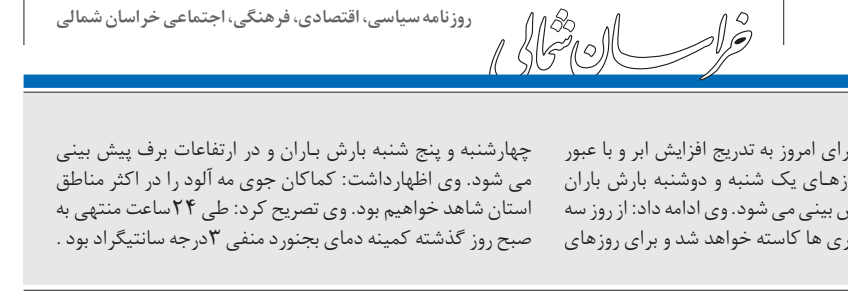 روزنامه سیاسی، اقتصادی، فرهنگی، اجتماعی خراسان شمالی
خراسان شمالی
رای امروز به تدریج افزایش ابر و با عبور
زهای یک شنبه و دوشنبه بارش باران
ش بینی می شود. وی ادامه داد: از روز سه
ری ها کاسته خواهد شد و برای روزهای
چهارشنبه و پنج شنبه بارش باران و در ارتفاعات برف پیش بینی
می شود. وی اظهارداشت: کماکان جوی مه آلود را در اکثر مناطق
استان شاهد خواهیم بود. وی تصریح کرد: طی ۲۴ساعت منتهی به
صبح روز گذشته کمینه دمای بجنورد منفی ۳درجه سانتیگراد بود .